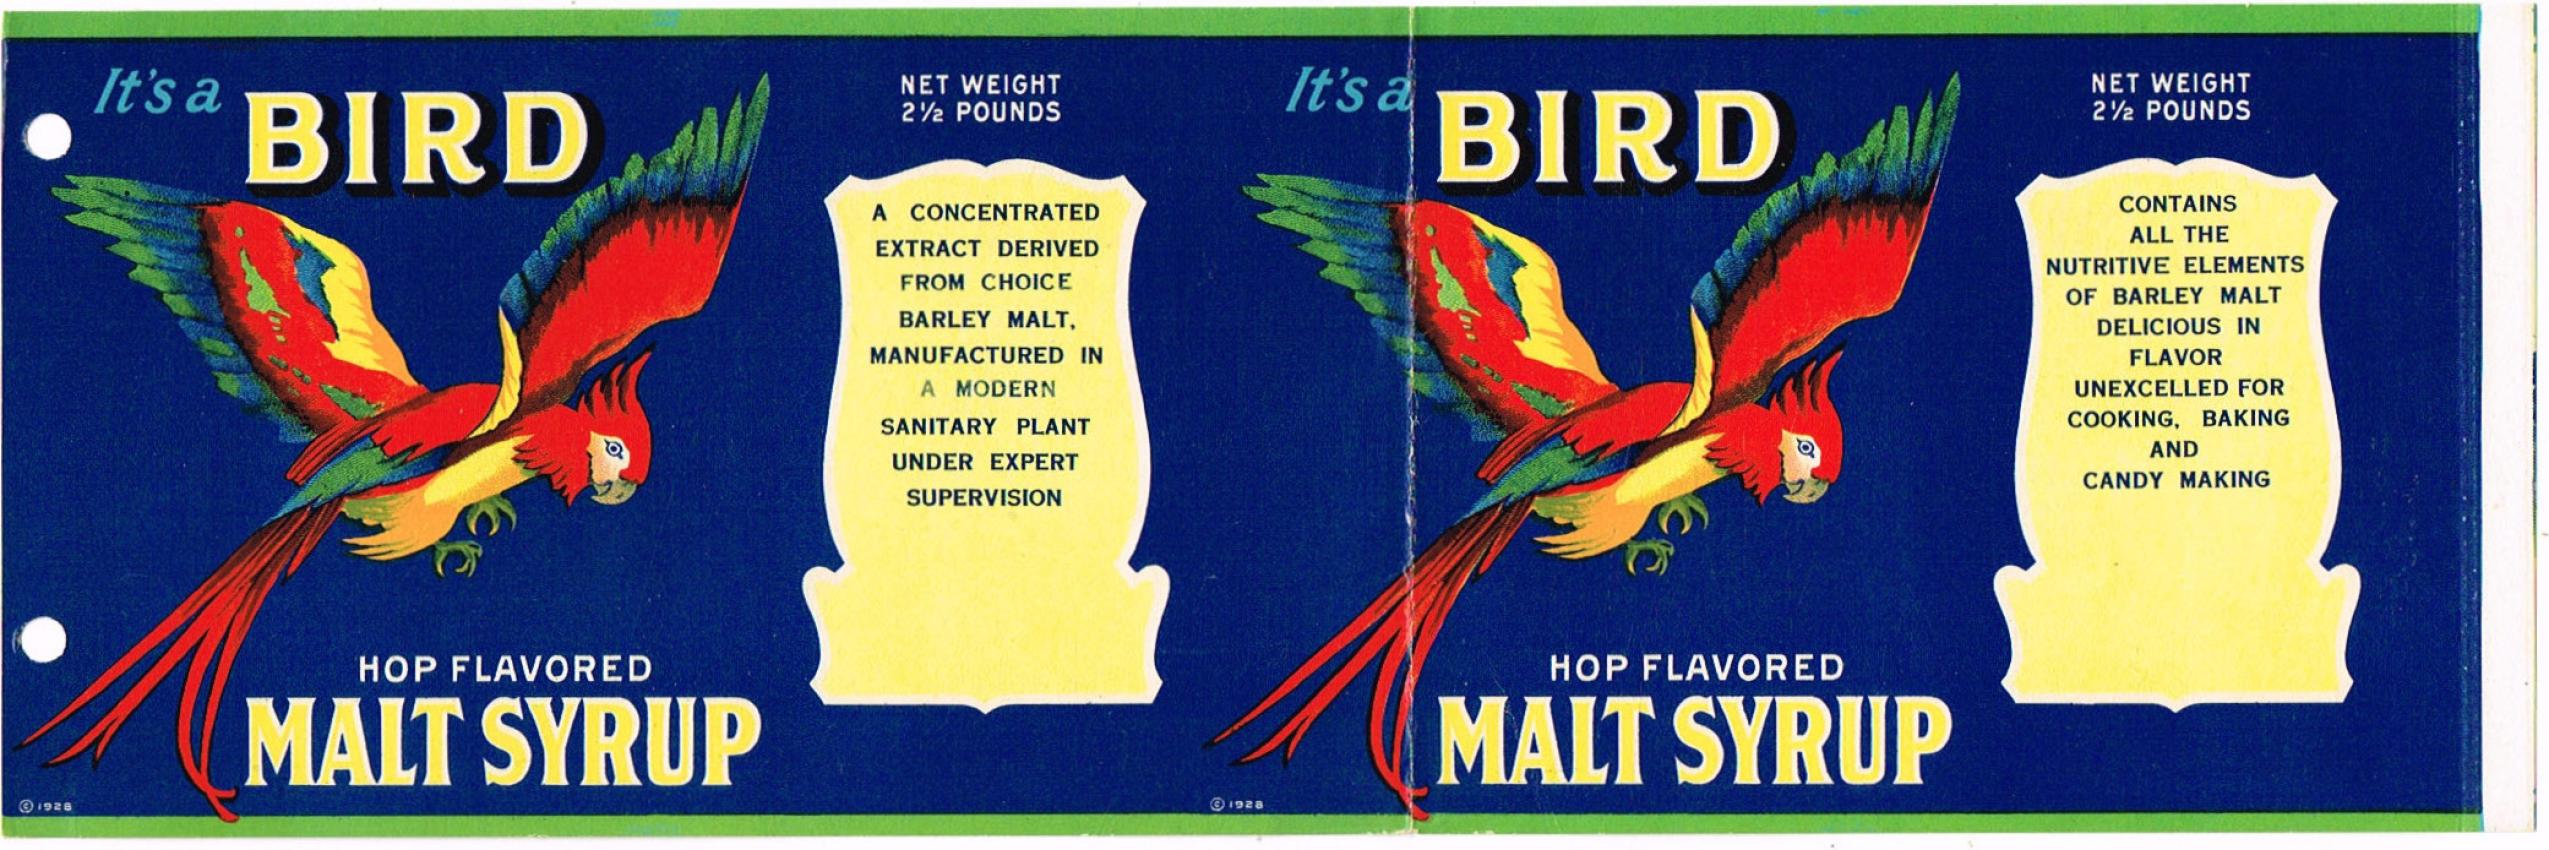 It's a
BIRD
HOP FLAVORED
MALT SYRUP
© 1928
NET WEIGHT
2½ POUNDS
A CONCENTRATED
EXTRACT DERIVED
FROM CHOICE
BARLEY MALT,
MANUFACTURED IN
A MODERN
SANITARY PLANT
UNDER EXPERT
SUPERVISION
It's a
BIRD
HOP FLAVORED
MALT SYRUP
© 1928
NET WEIGHT
2½ POUNDS
CONTAINS
ALL THE
NUTRITIVE ELEMENTS
OF BARLEY MALT
DELICIOUS IN
FLAVOR
UNEXCELLED FOR
COOKING, BAKING
AND
CANDY MAKING